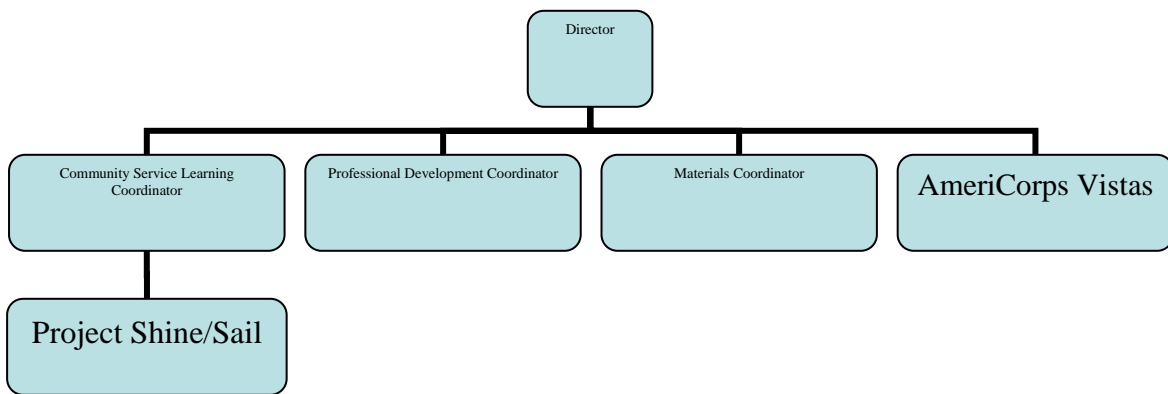 Director
Community Service Learning
Coordinator
Professional Development Coordinator
Materials Coordinator
AmeriCorps Vistas
Project Shine/Sail